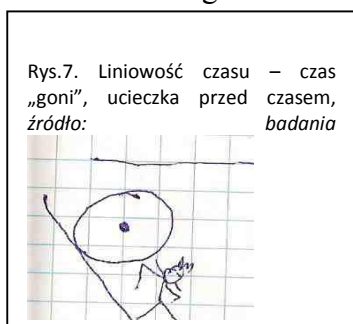 Rys.7. Liniowość czasu – czas
„goni”, ucieczka przed czasem,
źródło: badania